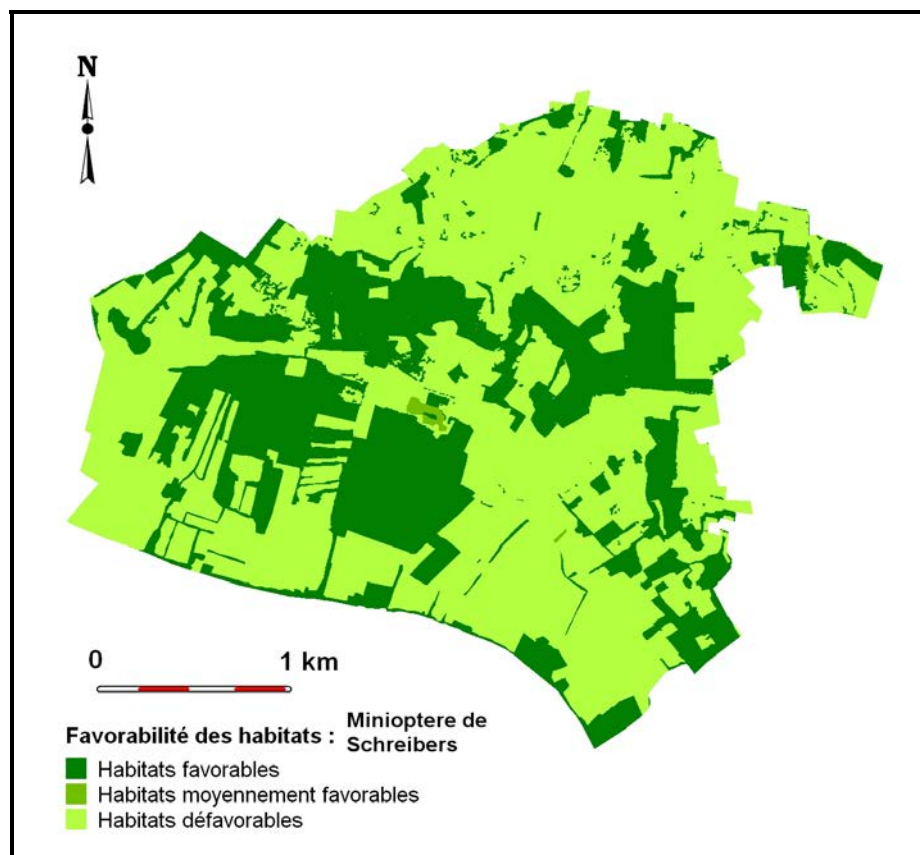 N
0 1 km
Favorabilité des habitats : Minioptere de
Schreibers
Habitats favorables
Habitats moyennement favorables
Habitats défavorables